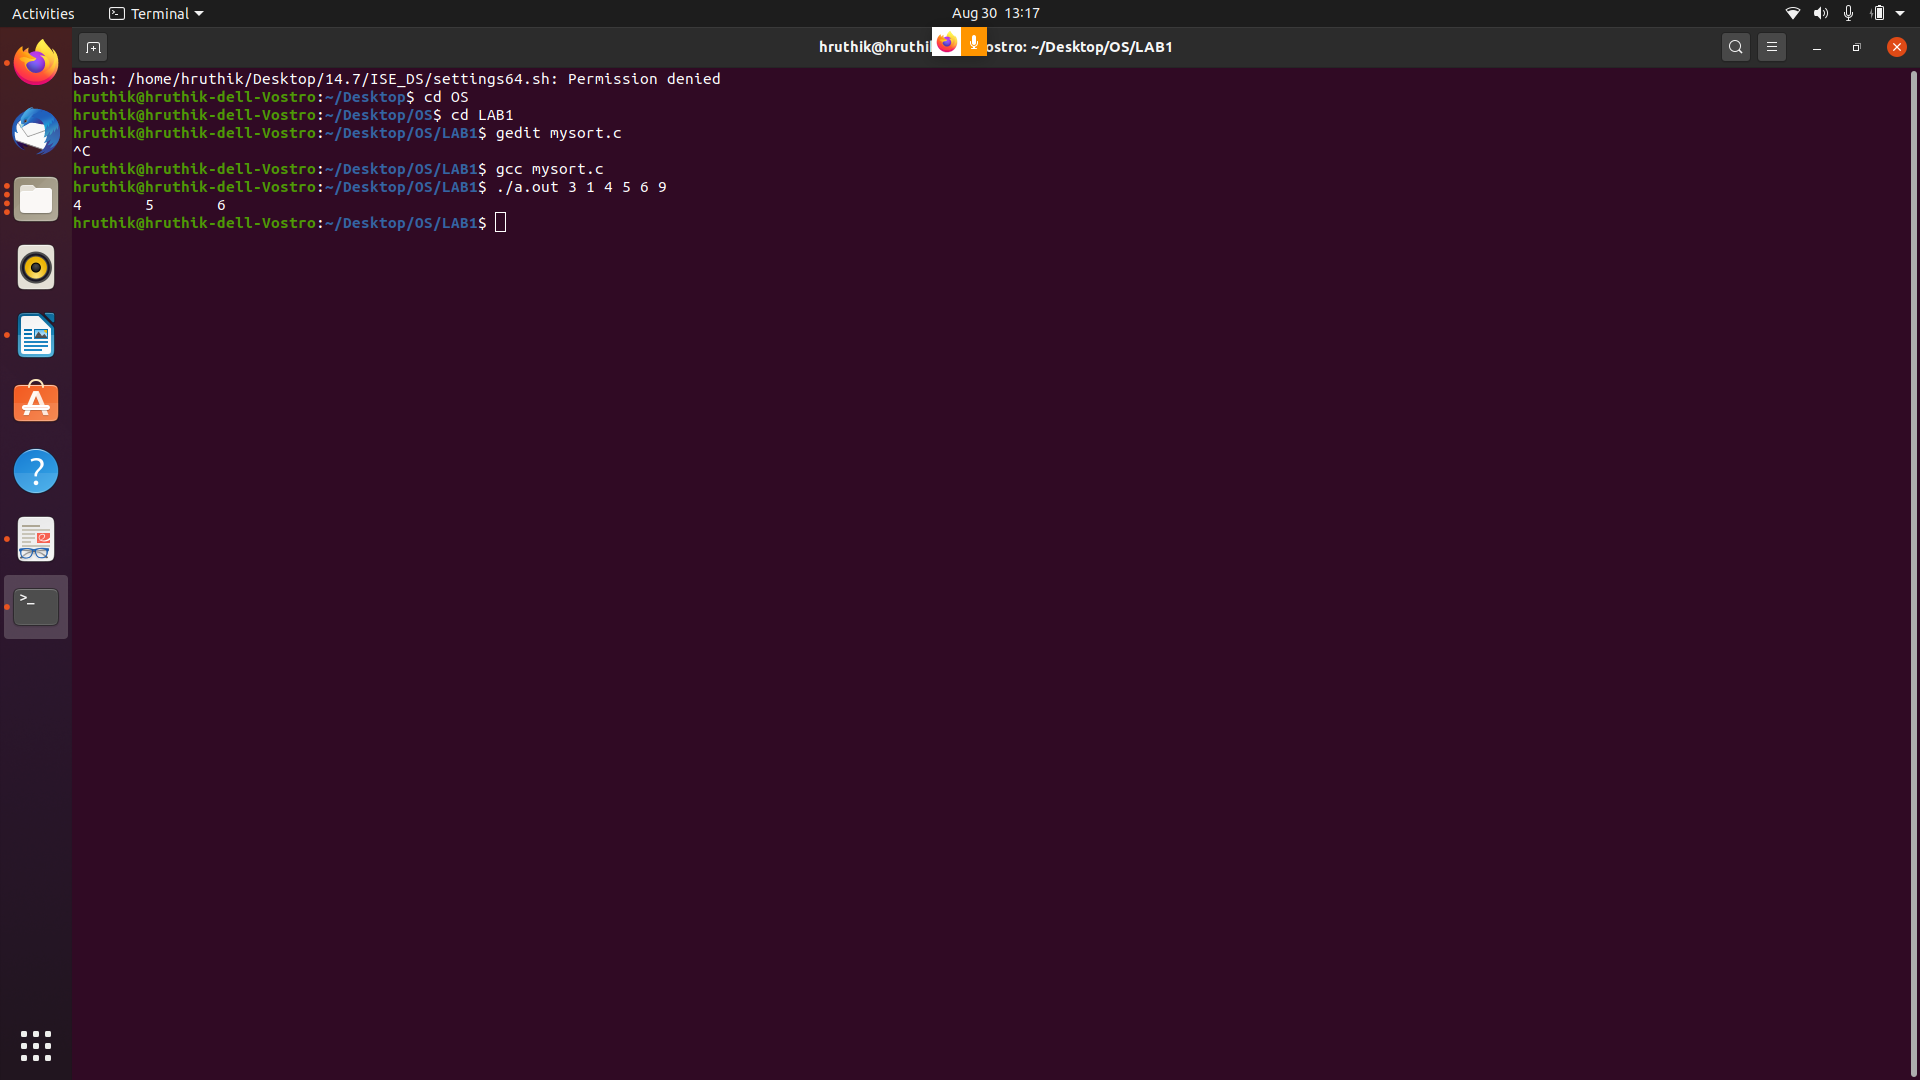 Activities Terminal Aug 30 13:17
hruthik@hruthi ostro: ~/Desktop/OS/LAB1
bash: /home/hruthik/Desktop/14.7/ISE_DS/settings64.sh: Permission denied
hruthik@hruthik-dell-Vostro:~/Desktop$ cd OS
hruthik@hruthik-dell-Vostro:~/Desktop/OS$ cd LAB1
hruthik@hruthik-dell-Vostro:~/Desktop/OS/LAB1$ gedit mysort.c
^C
hruthik@hruthik-dell-Vostro:~/Desktop/OS/LAB1$ gcc mysort.c
hruthik@hruthik-dell-Vostro:~/Desktop/OS/LAB1$ ./a.out 3 1 4 5 6 9
4 5 6
hruthik@hruthik-dell-Vostro:~/Desktop/OS/LAB1$